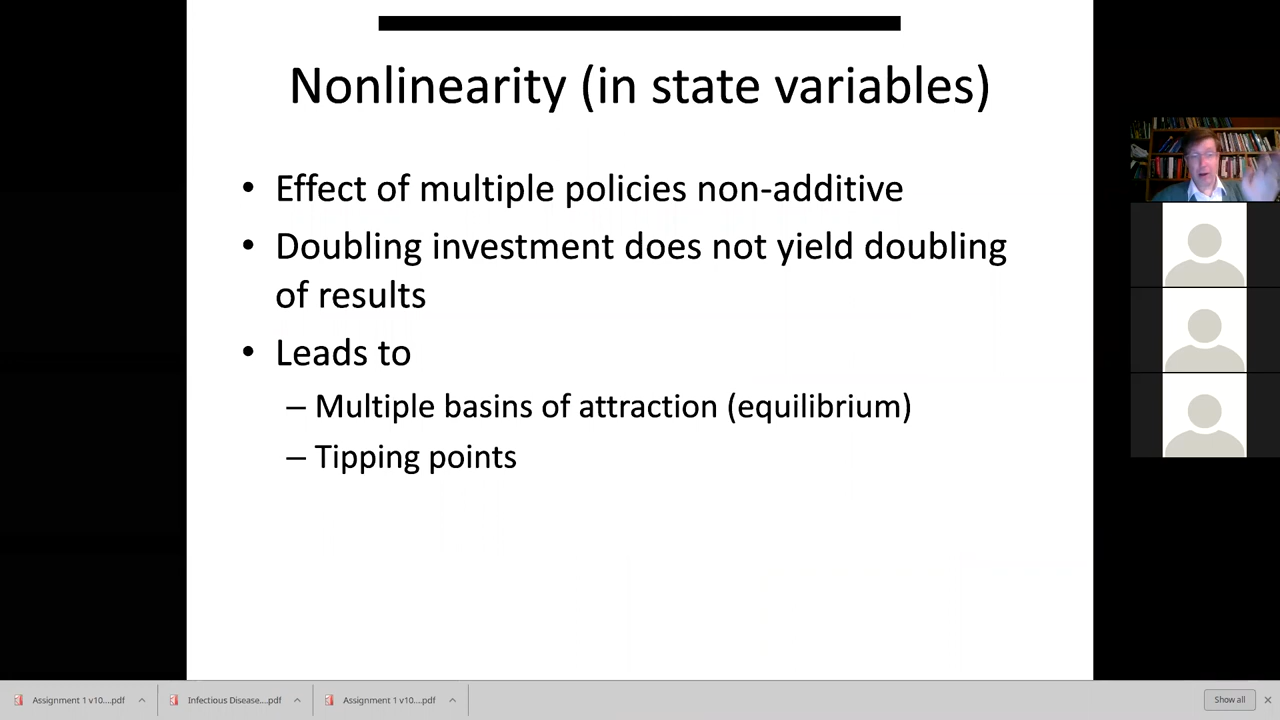 Nonlinearity (in state variables)
• Effect of multiple policies non-additive
• Doubling investment does not yield doubling
of results
• Leads to
– Multiple basins of attraction (equilibrium)
– Tipping points
Assignment 1 v10....pdf
Infectious Disease....pdf
Assignment 1 v10....pdf
Show all